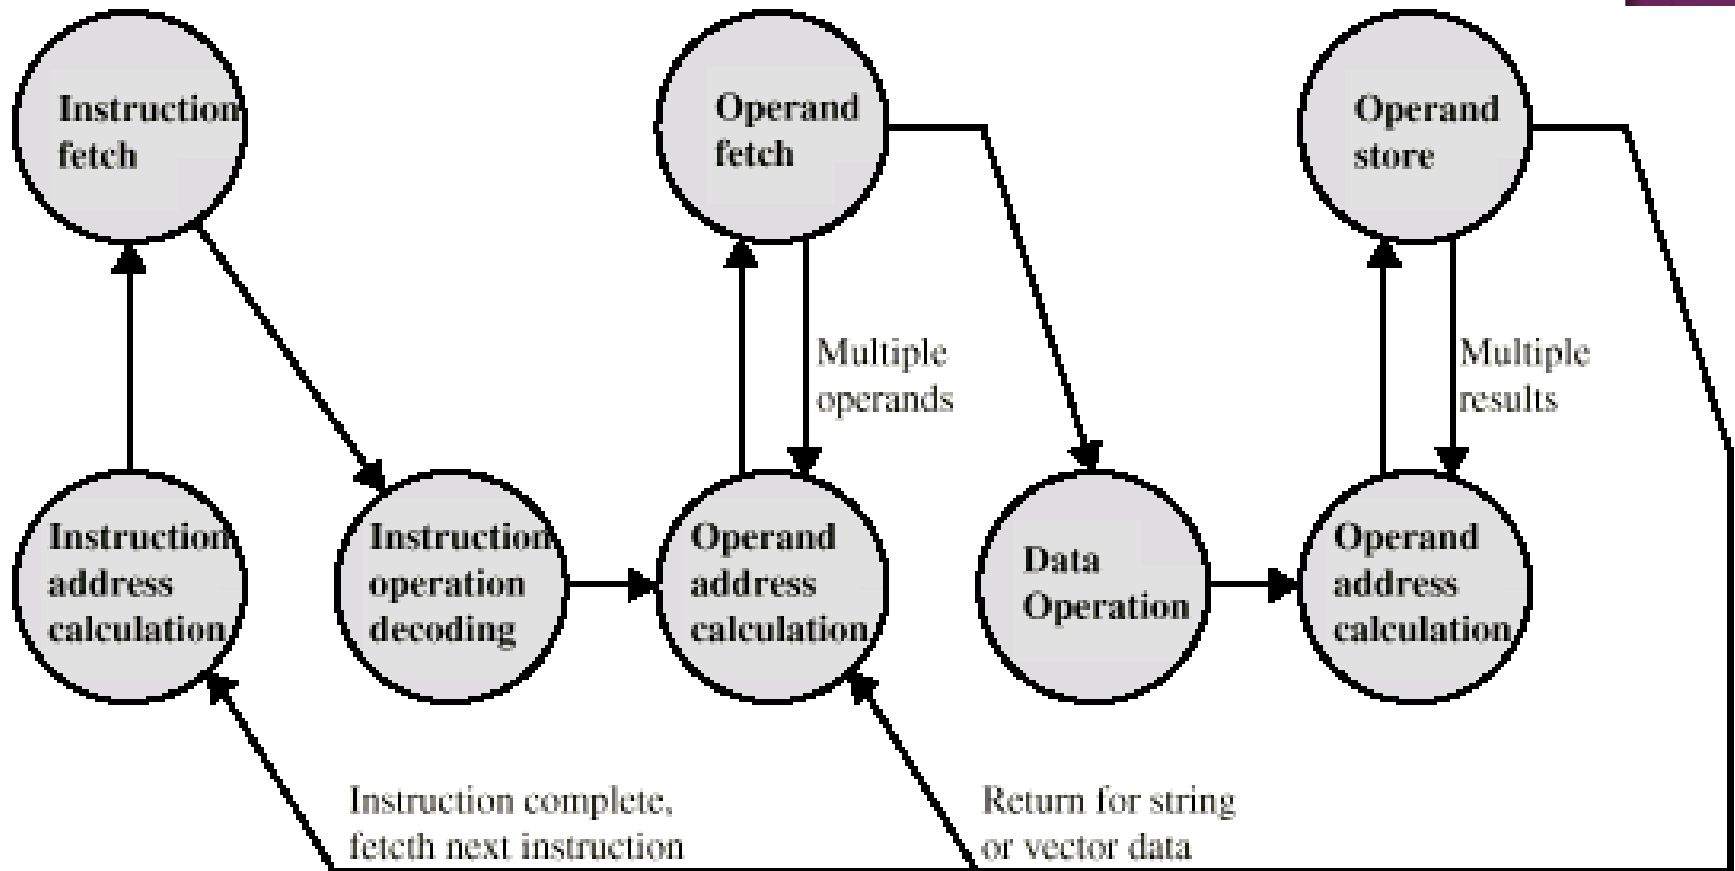 Instruction
fetch
Operand
fetch
Operand
store
Multiple
operands
Multiple
results
Instruction
address
calculation
Instruction
operation
decoding
Operand
address
calculation
Data
Operation
Operand
address
calculation
Instruction complete,
fetcth next instruction
Return for string
or vector data